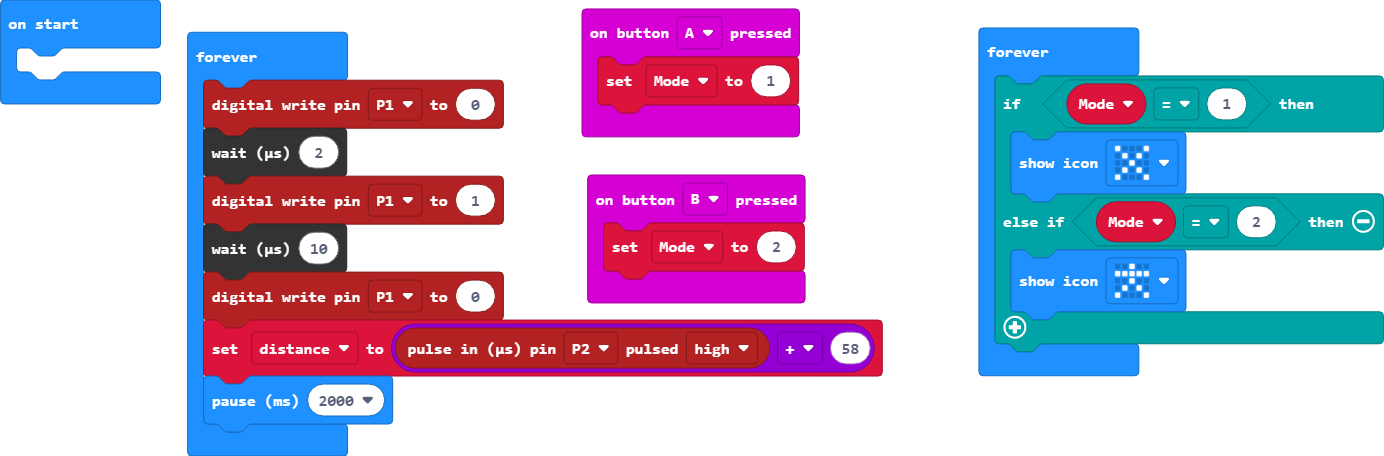 on start
forever
digital write pin P1 to 0
wait (µs) 2
digital write pin P1 to 1
wait (µs) 10
digital write pin P1 to 0
set distance to pulse in (µs) pin P2 pulsed high + 58
pause (ms) 2000
on button A pressed
set Mode to 1
on button B pressed
set Mode to 2
forever
if Mode = 1 then
show icon
else if Mode = 2 then
show icon